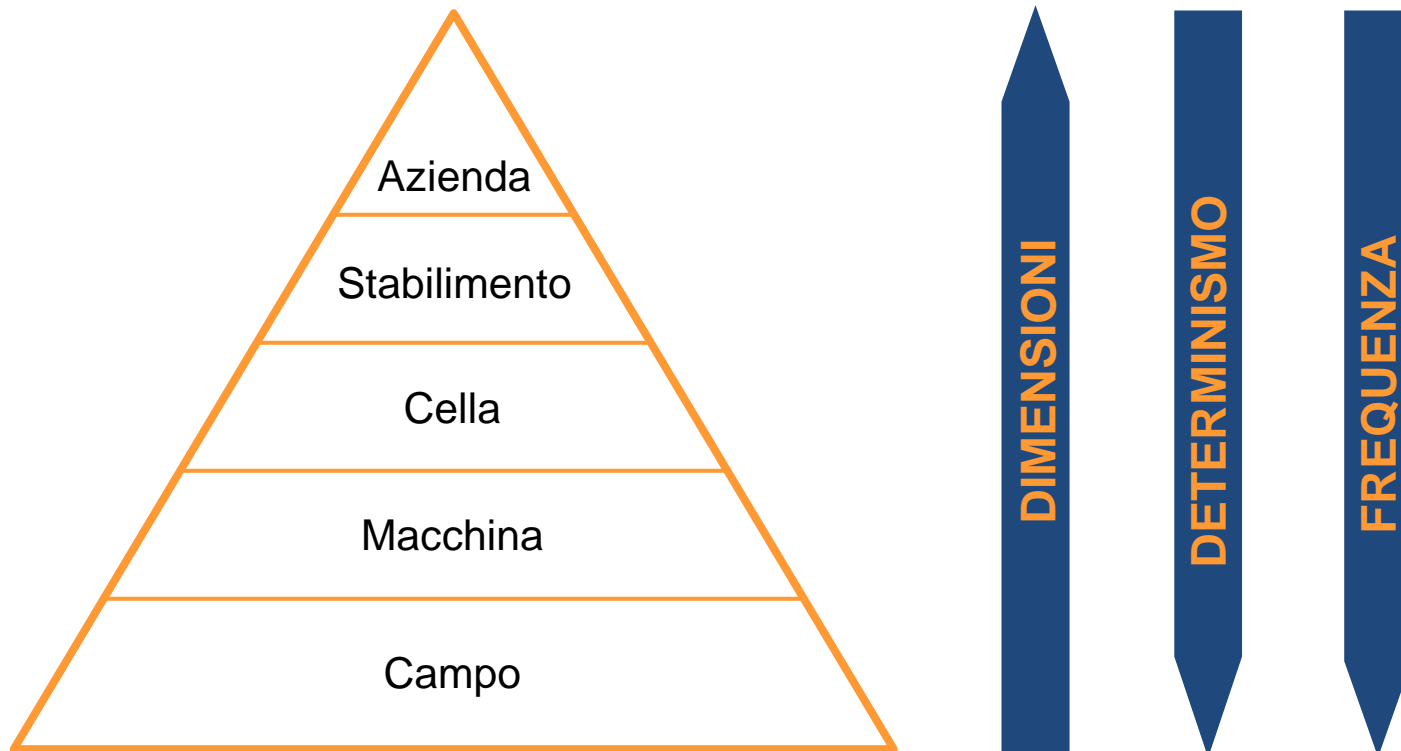 Azienda
Stabilimento
Cella
Macchina
Campo
DIMENSIONI
DETERMINISMO
FREQUENZA